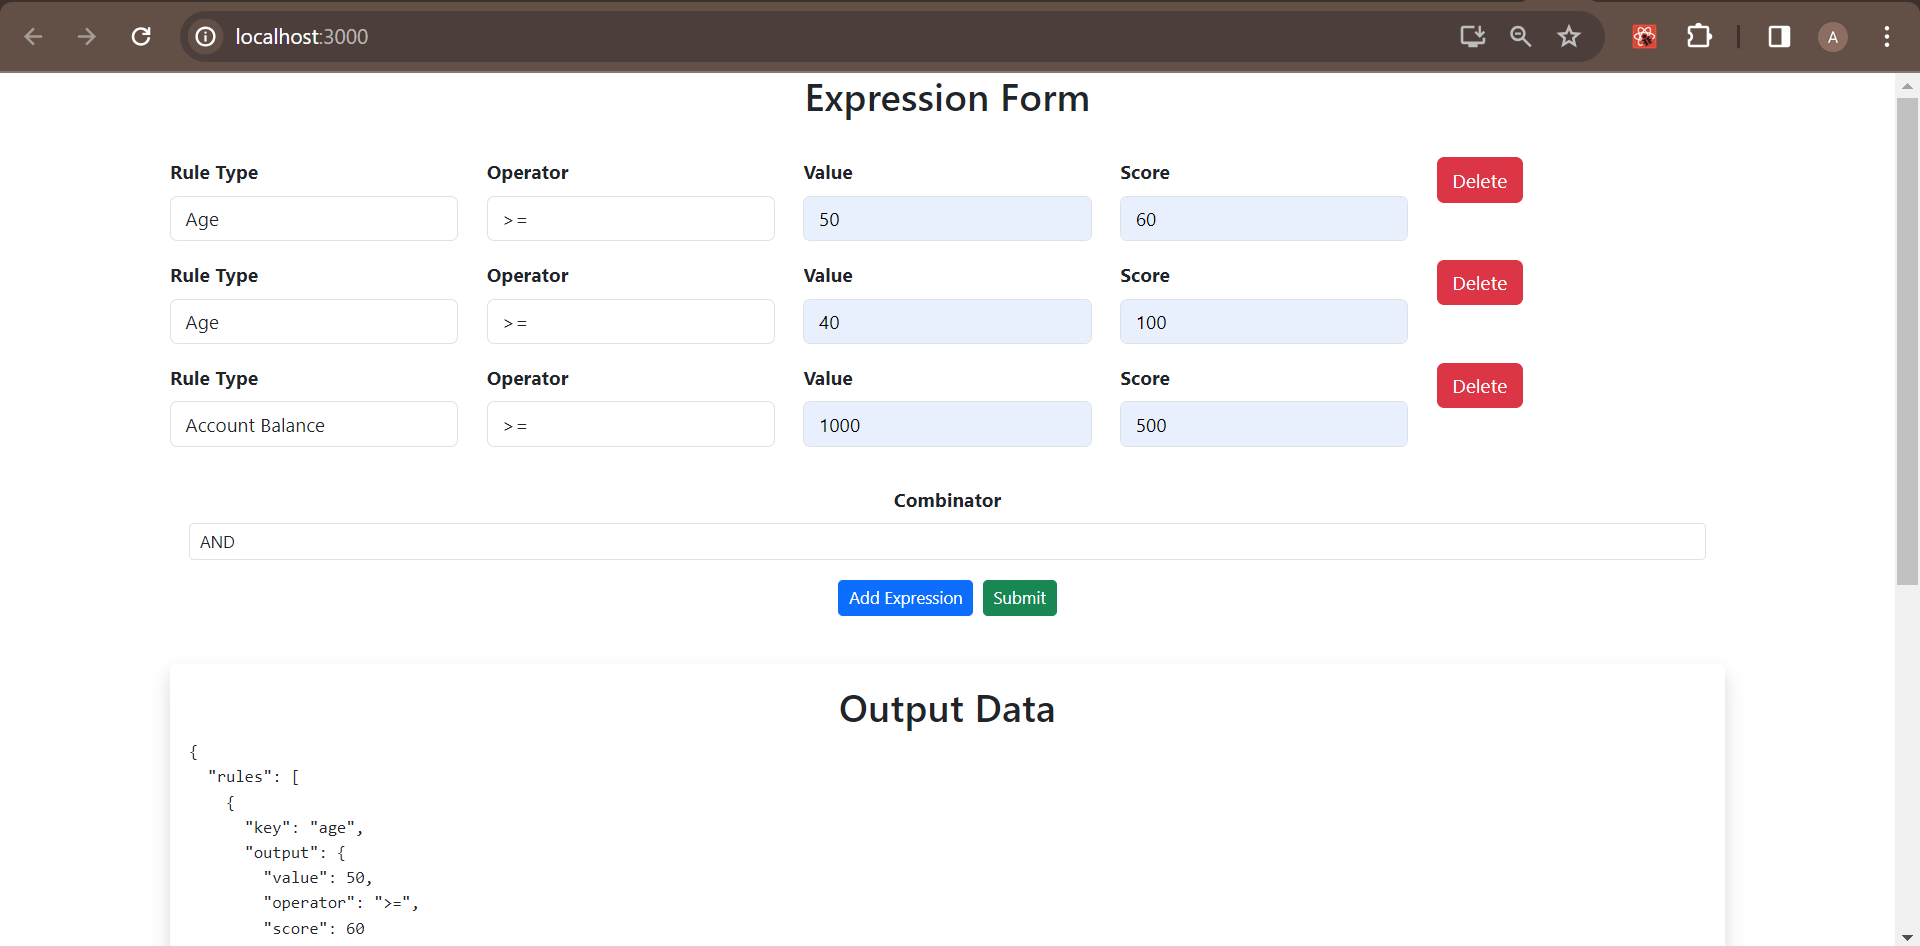 localhost:3000
A
Expression Form
Rule Type Operator Value Score Delete
Age >= 50 60
Rule Type Operator Value Score Delete
Age >= 40 100
Rule Type Operator Value Score Delete
Account Balance >= 1000 500
Combinator
AND
Add Expression Submit
Output Data
{
"rules": [
{
"key": "age",
"output": {
"value": 50,
"operator": ">=",
"score": 60